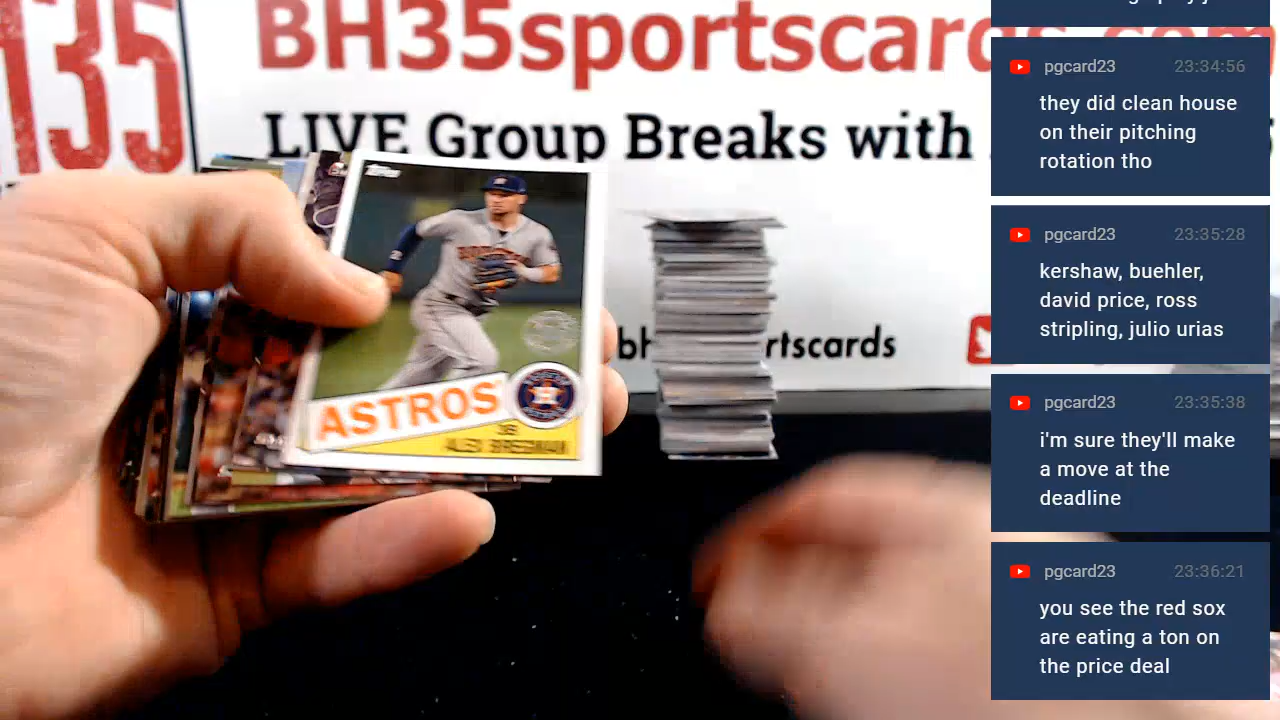 135
BH35sportscards.com
LIVE Group Breaks with
Topps
ASTROS
3B
ALEX BREGMAN
bh
rtscards
pgcard23 23:34:56
they did clean house
on their pitching
rotation tho
pgcard23 23:35:28
kershaw, buehler,
david price, ross
stripling, julio urias
pgcard23 23:35:38
i'm sure they'll make
a move at the
deadline
pgcard23 23:36:21
you see the red sox
are eating a ton on
the price deal